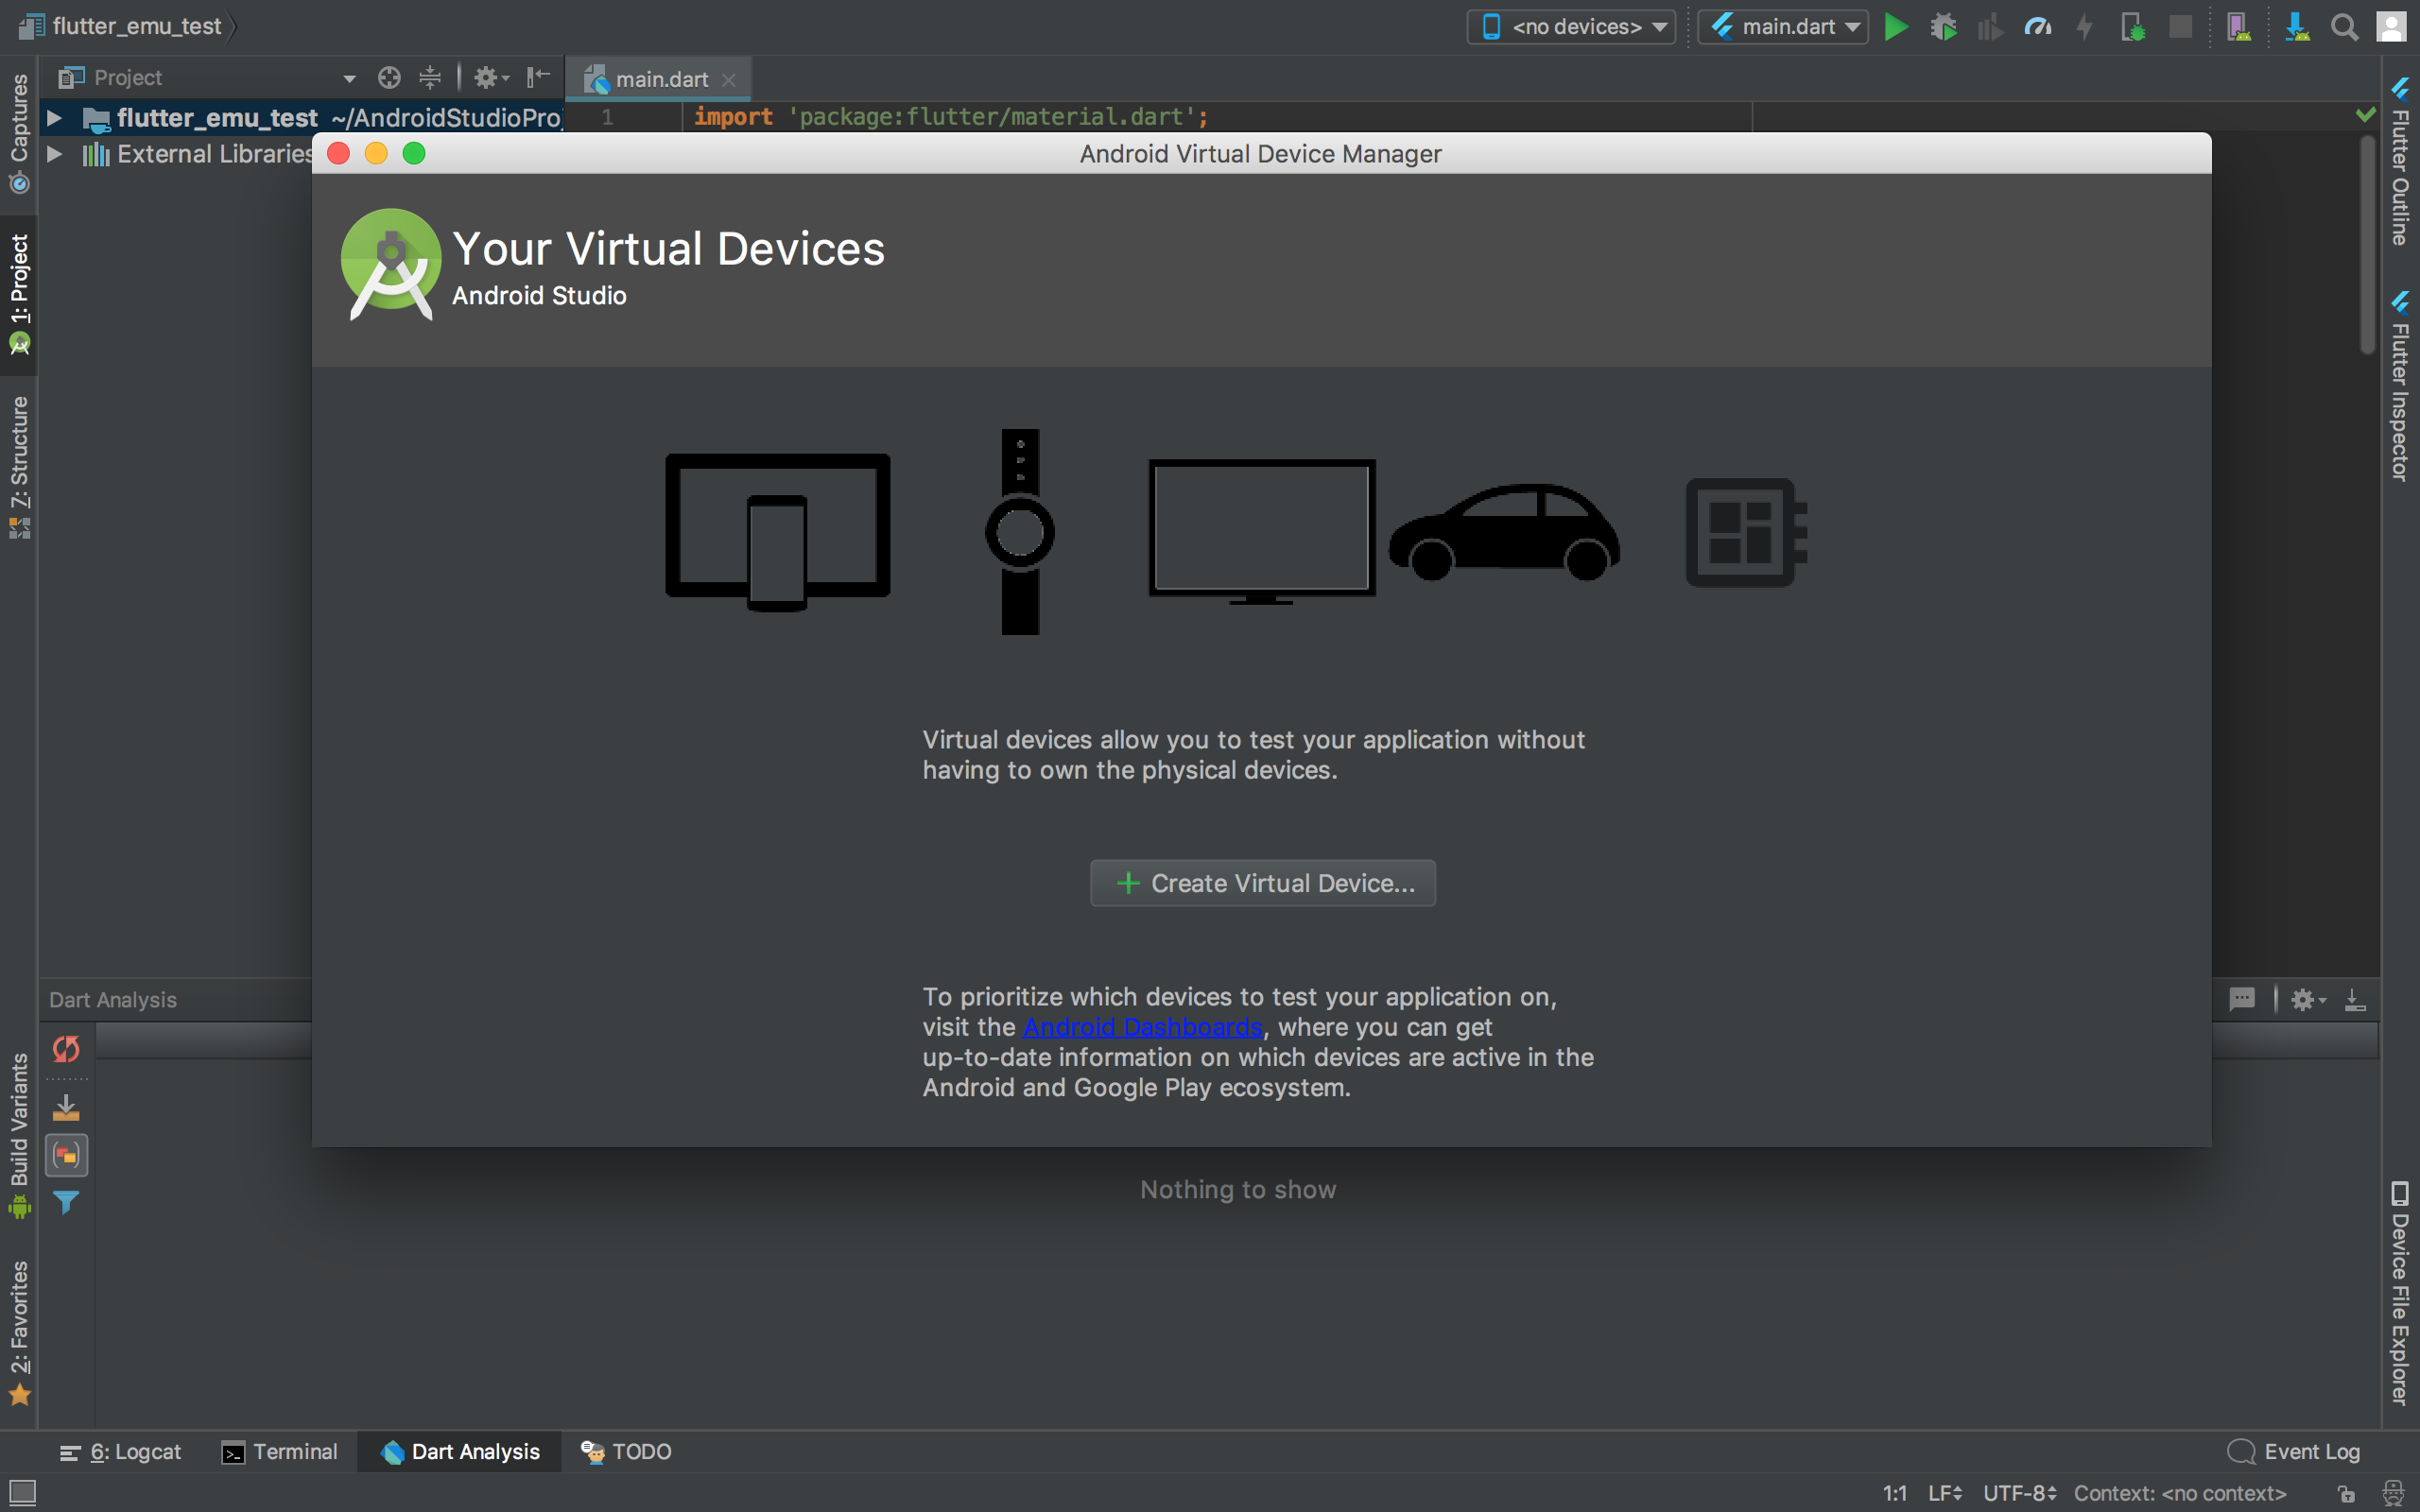 flutter_emu_test
<no devices>
main.dart
Project
main.dart
flutter_emu_test ~/AndroidStudioPro
1
import 'package:flutter/material.dart';
External Libraries
Captures
1: Project
7: Structure
Build Variants
2: Favorites
Android Virtual Device Manager
Your Virtual Devices
Android Studio
Virtual devices allow you to test your application without
having to own the physical devices.
Create Virtual Device...
To prioritize which devices to test your application on,
visit the Android Dashboards, where you can get
up-to-date information on which devices are active in the
Android and Google Play ecosystem.
Flutter Outline
Flutter Inspector
Device File Explorer
Dart Analysis
Nothing to show
6: Logcat
Terminal
Dart Analysis
TODO
Event Log
1:1
LF
UTF-8
Context: <no context>